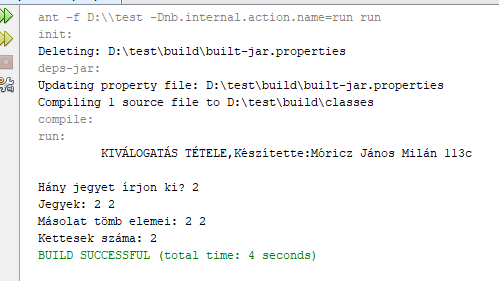 ant -f D:\\test -Dnb.internal.action.name=run run
init:
Deleting: D:\test\build\built-jar.properties
deps-jar:
Updating property file: D:\test\build\built-jar.properties
Compiling 1 source file to D:\test\build\classes
compile:
run:
KIVÁLOGATÁS TÉTELE,Készítette:Móricz János Milán 113c
Hány jegyet írjon ki? 2
Jegyek: 2 2
Másolat tömb elemei: 2 2
Kettesek száma: 2
BUILD SUCCESSFUL (total time: 4 seconds)